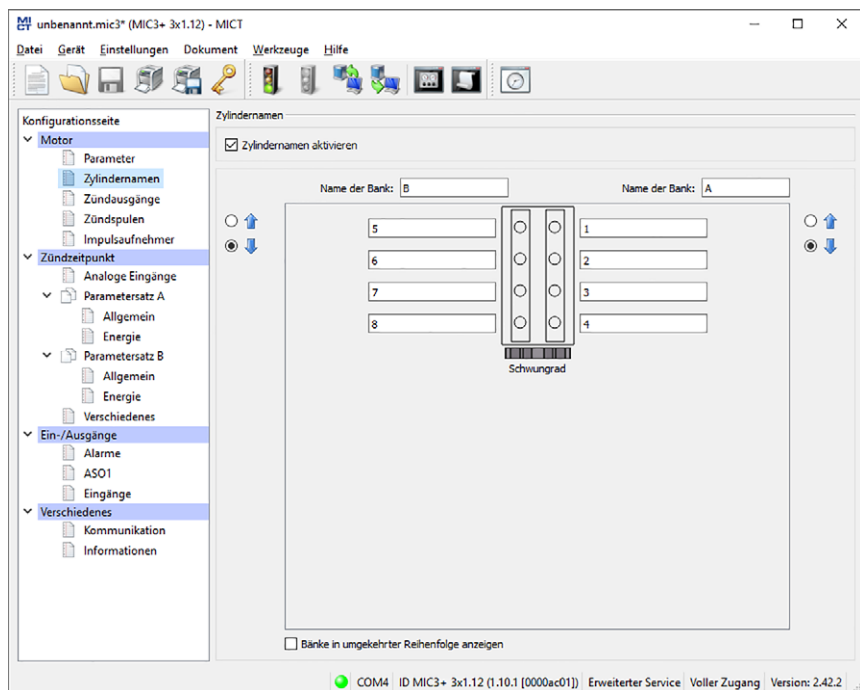 MICT unbenannt.mic3* (MIC3+ 3x1.12) - MICT
Datei Gerät Einstellungen Dokument Werkzeuge Hilfe
Konfigurationsseite
Motor
Parameter
Zylindernamen
Zündausgänge
Zündspulen
Impulsaufnehmer
Zündzeitpunkt
Analoge Eingänge
Parametersatz A
Allgemein
Energie
Parametersatz B
Allgemein
Energie
Verschiedenes
Ein-/Ausgänge
Alarme
ASO1
Eingänge
Verschiedenes
Kommunikation
Informationen
Zylindernamen
Zylindernamen aktivieren
Name der Bank: B Name der Bank: A
5 1
6 2
7 3
8 4
Schwungrad
Bänke in umgekehrter Reihenfolge anzeigen
COM4 ID MIC3+ 3x1.12 (1.10.1 [0000ac01]) Erweiterter Service Voller Zugang Version: 2.42.2